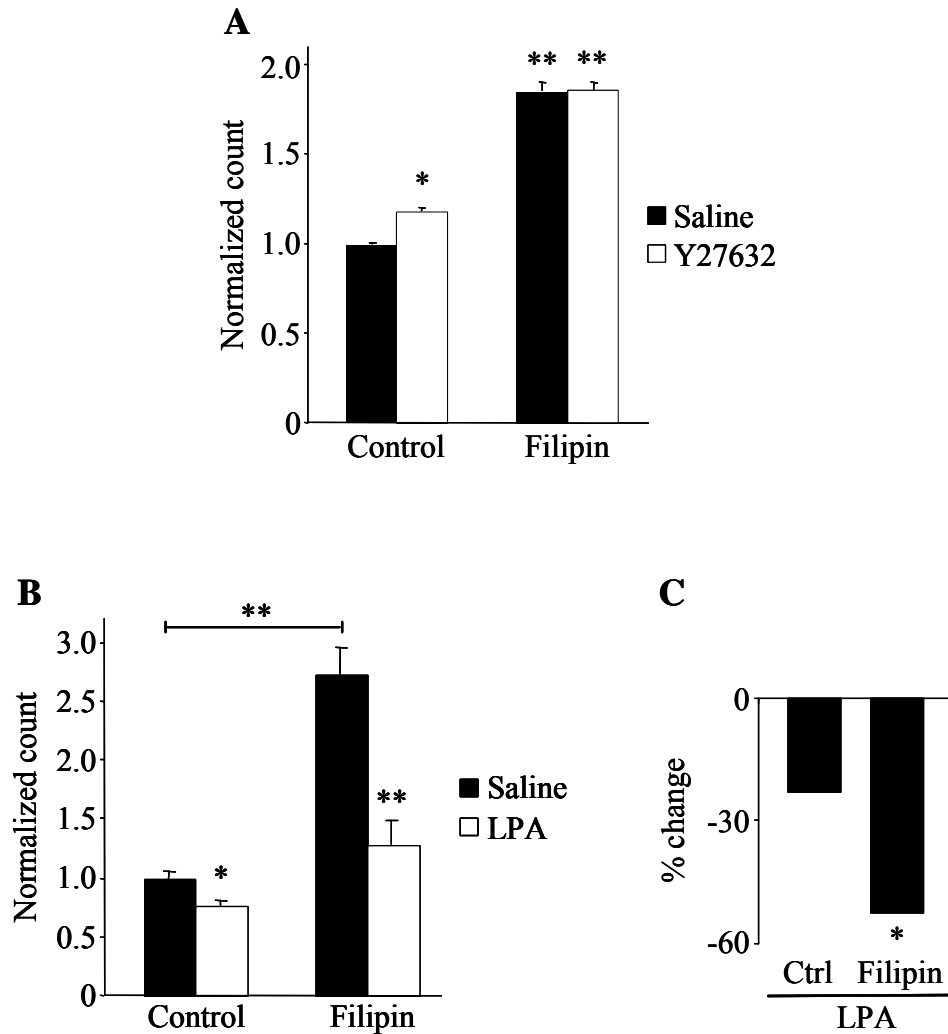 A
Normalized count
2.0
1.5
1.0
0.5
0
*
** **
Saline
Y27632
Control Filipin
B
**
Normalized count
3.0
2.5
2.0
1.5
1.0
0.5
0
*
**
Saline
LPA
Control Filipin
C
% change
0
-30
-60
*
Ctrl Filipin
LPA